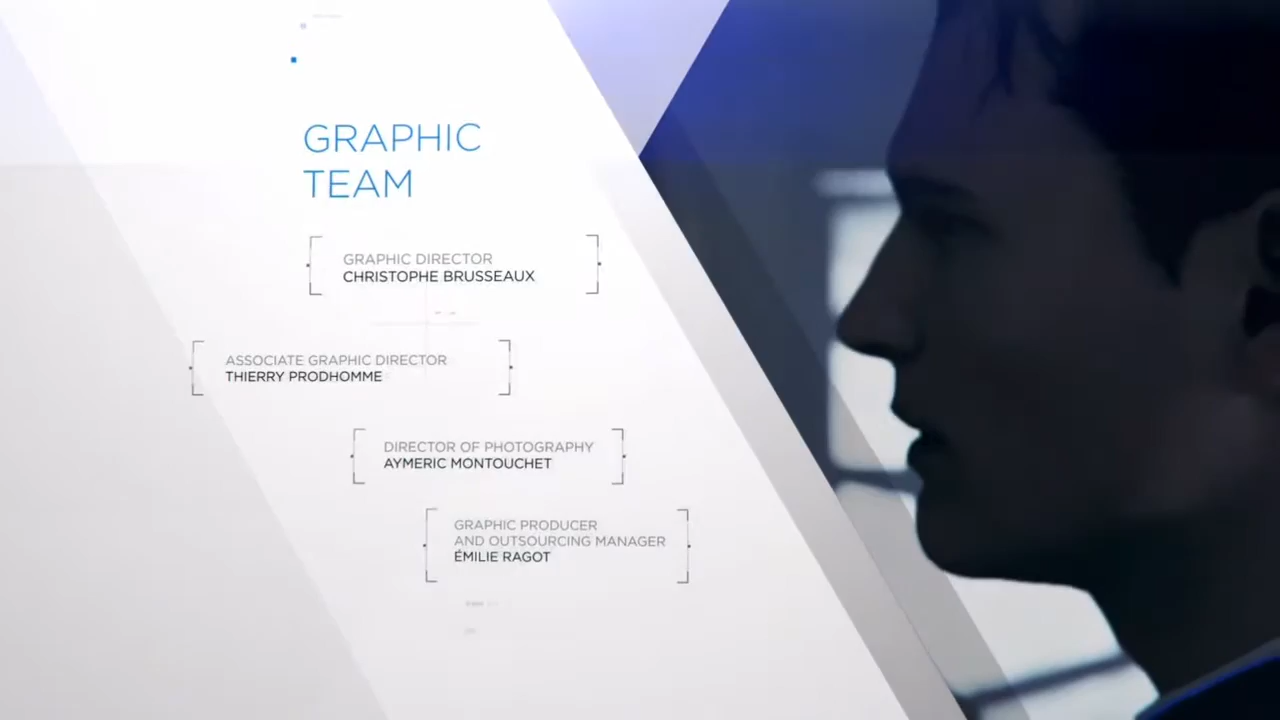 GRAPHIC
TEAM
GRAPHIC DIRECTOR
CHRISTOPHE BRUSSEAUX
ASSOCIATE GRAPHIC DIRECTOR
THIERRY PRODHOMME
DIRECTOR OF PHOTOGRAPHY
AYMERIC MONTOUCHET
GRAPHIC PRODUCER
AND OUTSOURCING MANAGER
ÉMILIE RAGOT